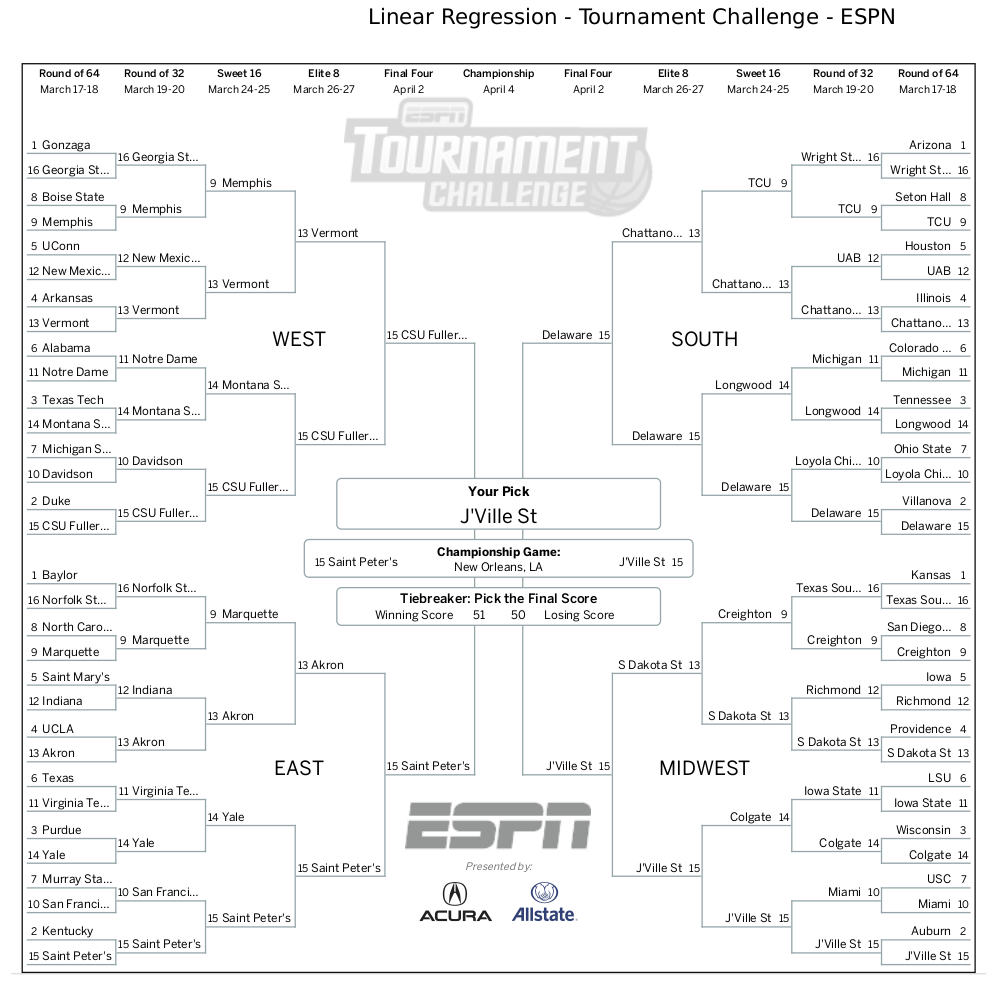 Linear Regression - Tournament Challenge - ESPN
Round of 64 Round of 32 Sweet 16 Elite 8 Final Four Championship Final Four Elite 8 Sweet 16 Round of 32 Round of 64
March 17-18 March 19-20 March 24-25 March 26-27 April 2 April 4 April 2 March 26-27 March 24-25 March 19-20 March 17-18
ESPN
TOURNAMENT
CHALLENGE
1 Gonzaga
16 Georgia St...
8 Boise State
9 Memphis
5 UConn
12 New Mexic...
4 Arkansas
13 Vermont
6 Alabama
11 Notre Dame
3 Texas Tech
14 Montana S...
7 Michigan S...
10 Davidson
2 Duke
15 CSU Fuller...
16 Georgia St...
9 Memphis
12 New Mexic...
13 Vermont
11 Notre Dame
14 Montana S...
10 Davidson
15 CSU Fuller...
9 Memphis
13 Vermont
14 Montana S...
15 CSU Fuller...
13 Vermont
15 CSU Fuller...
15 CSU Fuller...
WEST
Arizona 1
Wright St... 16
Seton Hall 8
TCU 9
Houston 5
UAB 12
Illinois 4
Chattano... 13
Colorado ... 6
Michigan 11
Tennessee 3
Longwood 14
Ohio State 7
Loyola Chi... 10
Villanova 2
Delaware 15
Wright St... 16
TCU 9
UAB 12
Chattano... 13
Michigan 11
Longwood 14
Loyola Chi... 10
Delaware 15
TCU 9
Chattano... 13
Longwood 14
Delaware 15
Chattano... 13
Delaware 15
Delaware 15
SOUTH
Your Pick
J'Ville St
Championship Game:
15 Saint Peter's New Orleans, LA J'Ville St 15
Tiebreaker: Pick the Final Score
Winning Score 51 50 Losing Score
1 Baylor
16 Norfolk St...
8 North Caro...
9 Marquette
5 Saint Mary's
12 Indiana
4 UCLA
13 Akron
6 Texas
11 Virginia Te...
3 Purdue
14 Yale
7 Murray Sta...
10 San Franci...
2 Kentucky
15 Saint Peter's
16 Norfolk St...
9 Marquette
12 Indiana
13 Akron
11 Virginia Te...
14 Yale
10 San Franci...
15 Saint Peter's
9 Marquette
13 Akron
14 Yale
15 Saint Peter's
13 Akron
15 Saint Peter's
15 Saint Peter's
EAST
Kansas 1
Texas Sou... 16
San Diego... 8
Creighton 9
Iowa 5
Richmond 12
Providence 4
S Dakota St 13
LSU 6
Iowa State 11
Wisconsin 3
Colgate 14
USC 7
Miami 10
Auburn 2
J'Ville St 15
Texas Sou... 16
Creighton 9
Richmond 12
S Dakota St 13
Iowa State 11
Colgate 14
Miami 10
J'Ville St 15
Creighton 9
S Dakota St 13
Colgate 14
J'Ville St 15
S Dakota St 13
J'Ville St 15
J'Ville St 15
MIDWEST
ESPN
Presented by:
ACURA Allstate.